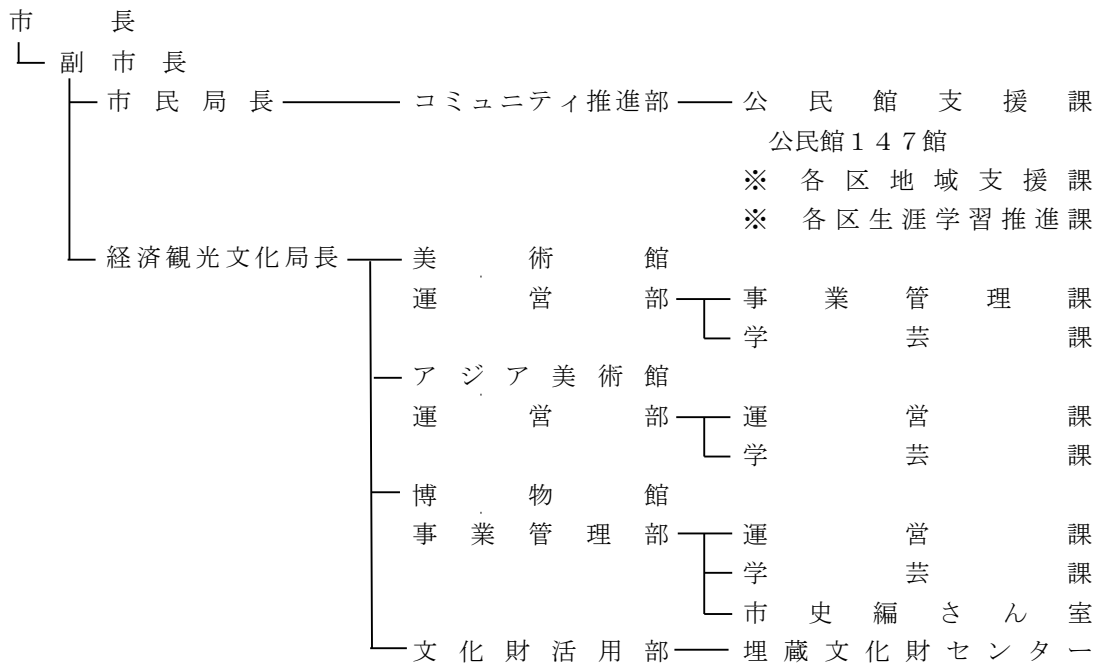 市長
副市長
市民局長 コミュニティ推進部 公民館支援課
公民館１４７館
※ 各区地域支援課
※ 各区生涯学習推進課
経済観光文化局長 美術館
運営部 事業管理課
学芸課
アジア美術館
運営部 運営課
学芸課
博物館
事業管理部 運営課
学芸課
市史編さん室
文化財活用部 埋蔵文化財センター